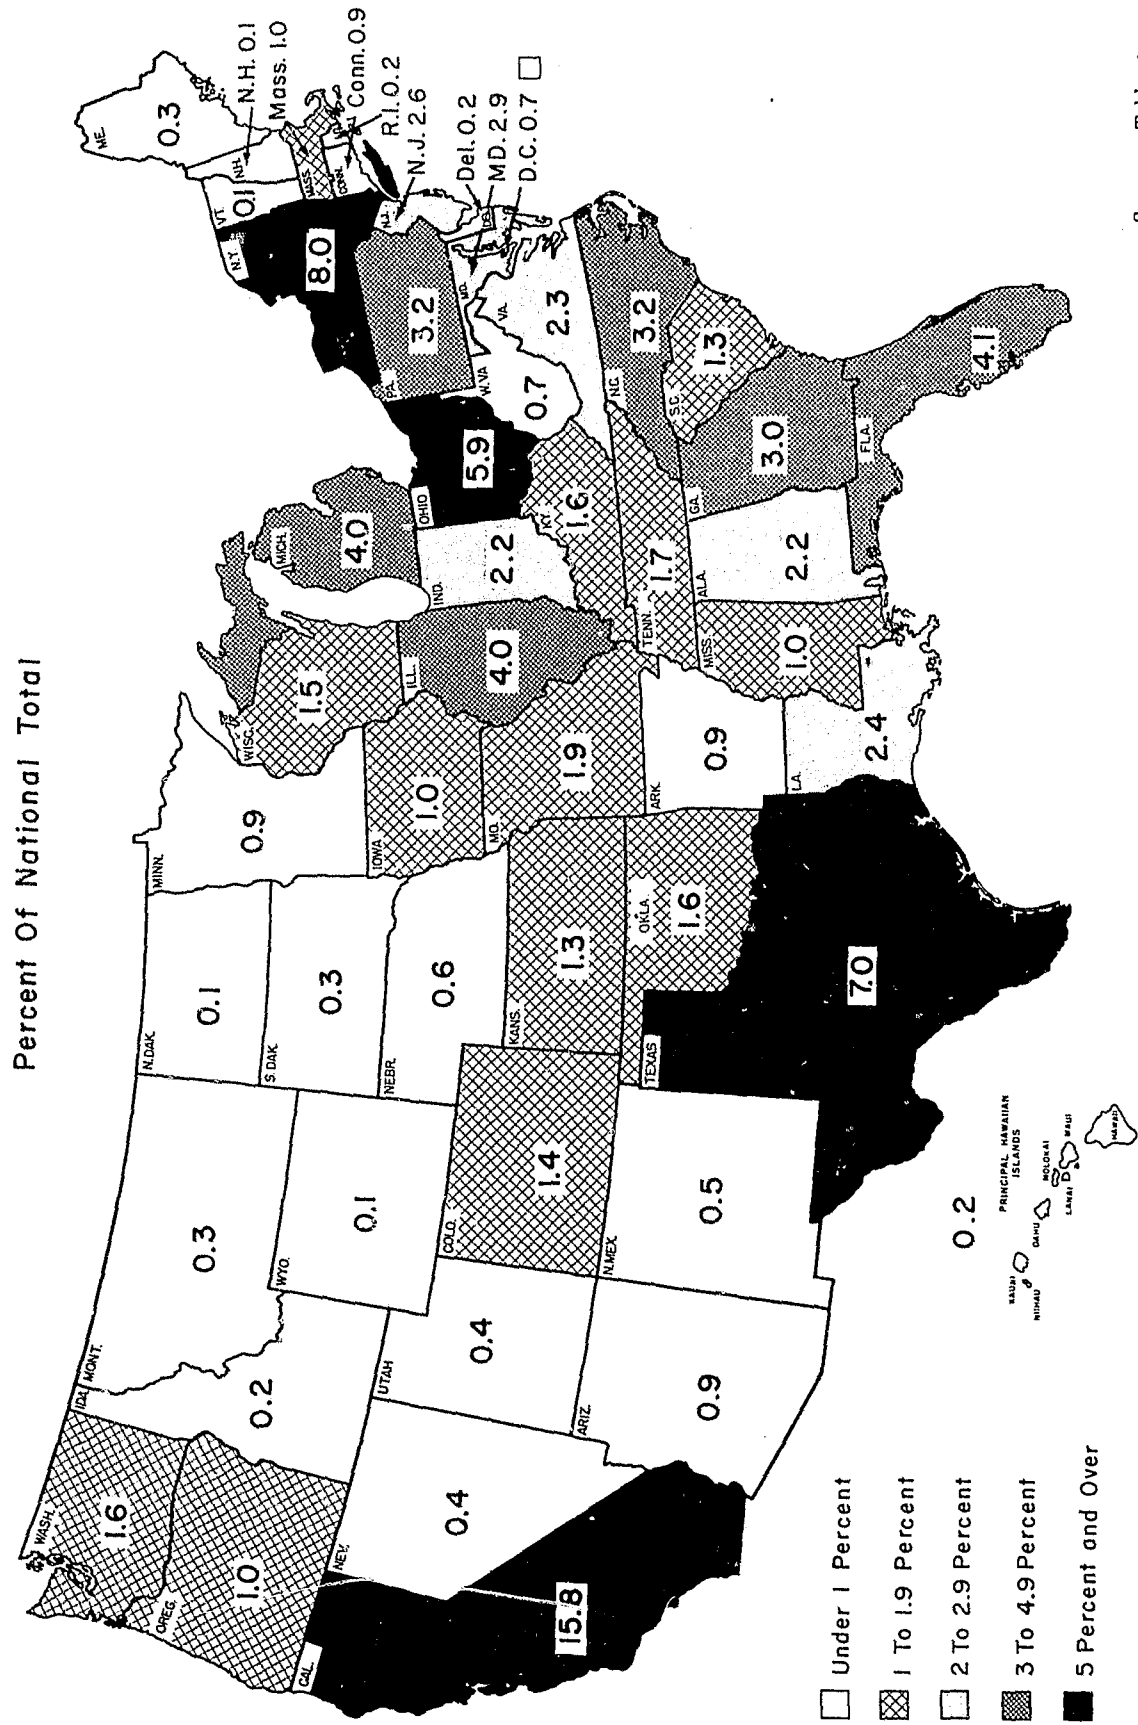 Percent Of National Total
WASH.
1.6
OREG.
1.0
CAL.
15.8
NEV.
0.4
IDA.
0.2
MONT.
0.3
WYO.
0.1
UTAH
0.4
ARIZ.
0.9
COLO.
1.4
N.MEX.
0.5
N.DAK.
0.1
S.DAK.
0.3
NEBR.
0.6
KANS.
1.3
OKLA.
1.6
TEXAS
7.0
MINN.
0.9
IOWA
1.0
MO.
1.9
ARK.
0.9
LA.
2.4
WISC.
1.5
ILL.
4.0
MICH.
4.0
IND.
2.2
OHIO
5.9
KY.
1.6
TENN.
1.7
MISS.
1.0
ALA.
2.2
GA.
3.0
FLA.
4.1
S.C.
1.3
N.C.
3.2
VA.
2.3
W.VA.
0.7
PA.
3.2
N.Y.
8.0
VT.
0.1
N.H.
ME.
0.3
MASS.
CONN.
R.I.
N.J.
DEL.
MD.
N.H. 0.1
Mass. 1.0
Conn. 0.9
R.I. 0.2
N.J. 2.6
Del. 0.2
MD. 2.9
D.C. 0.7
0.2
PRINCIPAL HAWAIIAN
ISLANDS
KAUAI
NIIHAU
OAHU
MOLOKAI
LANAI
MAUI
HAWAII
Under 1 Percent
1 To 1.9 Percent
2 To 2.9 Percent
3 To 4.9 Percent
5 Percent and Over